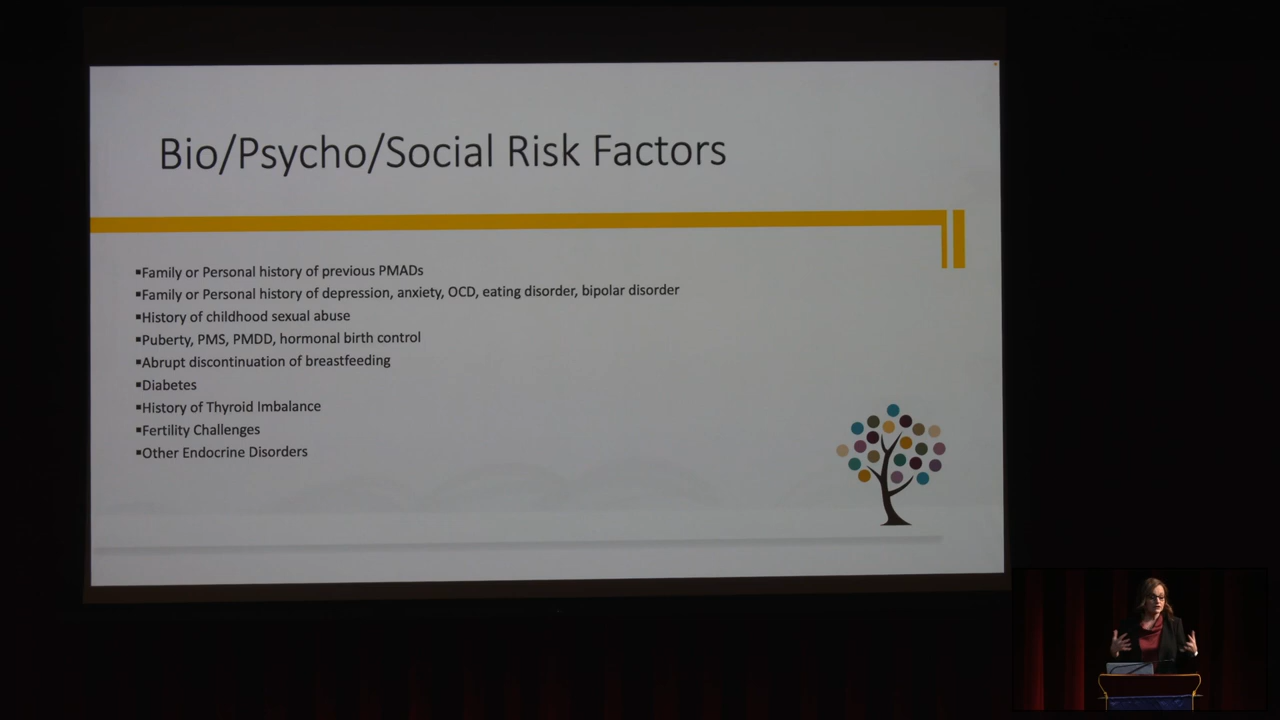 Bio/Psycho/Social Risk Factors
▪Family or Personal history of previous PMADs
▪Family or Personal history of depression, anxiety, OCD, eating disorder, bipolar disorder
▪History of childhood sexual abuse
▪Puberty, PMS, PMDD, hormonal birth control
▪Abrupt discontinuation of breastfeeding
▪Diabetes
▪History of Thyroid Imbalance
▪Fertility Challenges
▪Other Endocrine Disorders